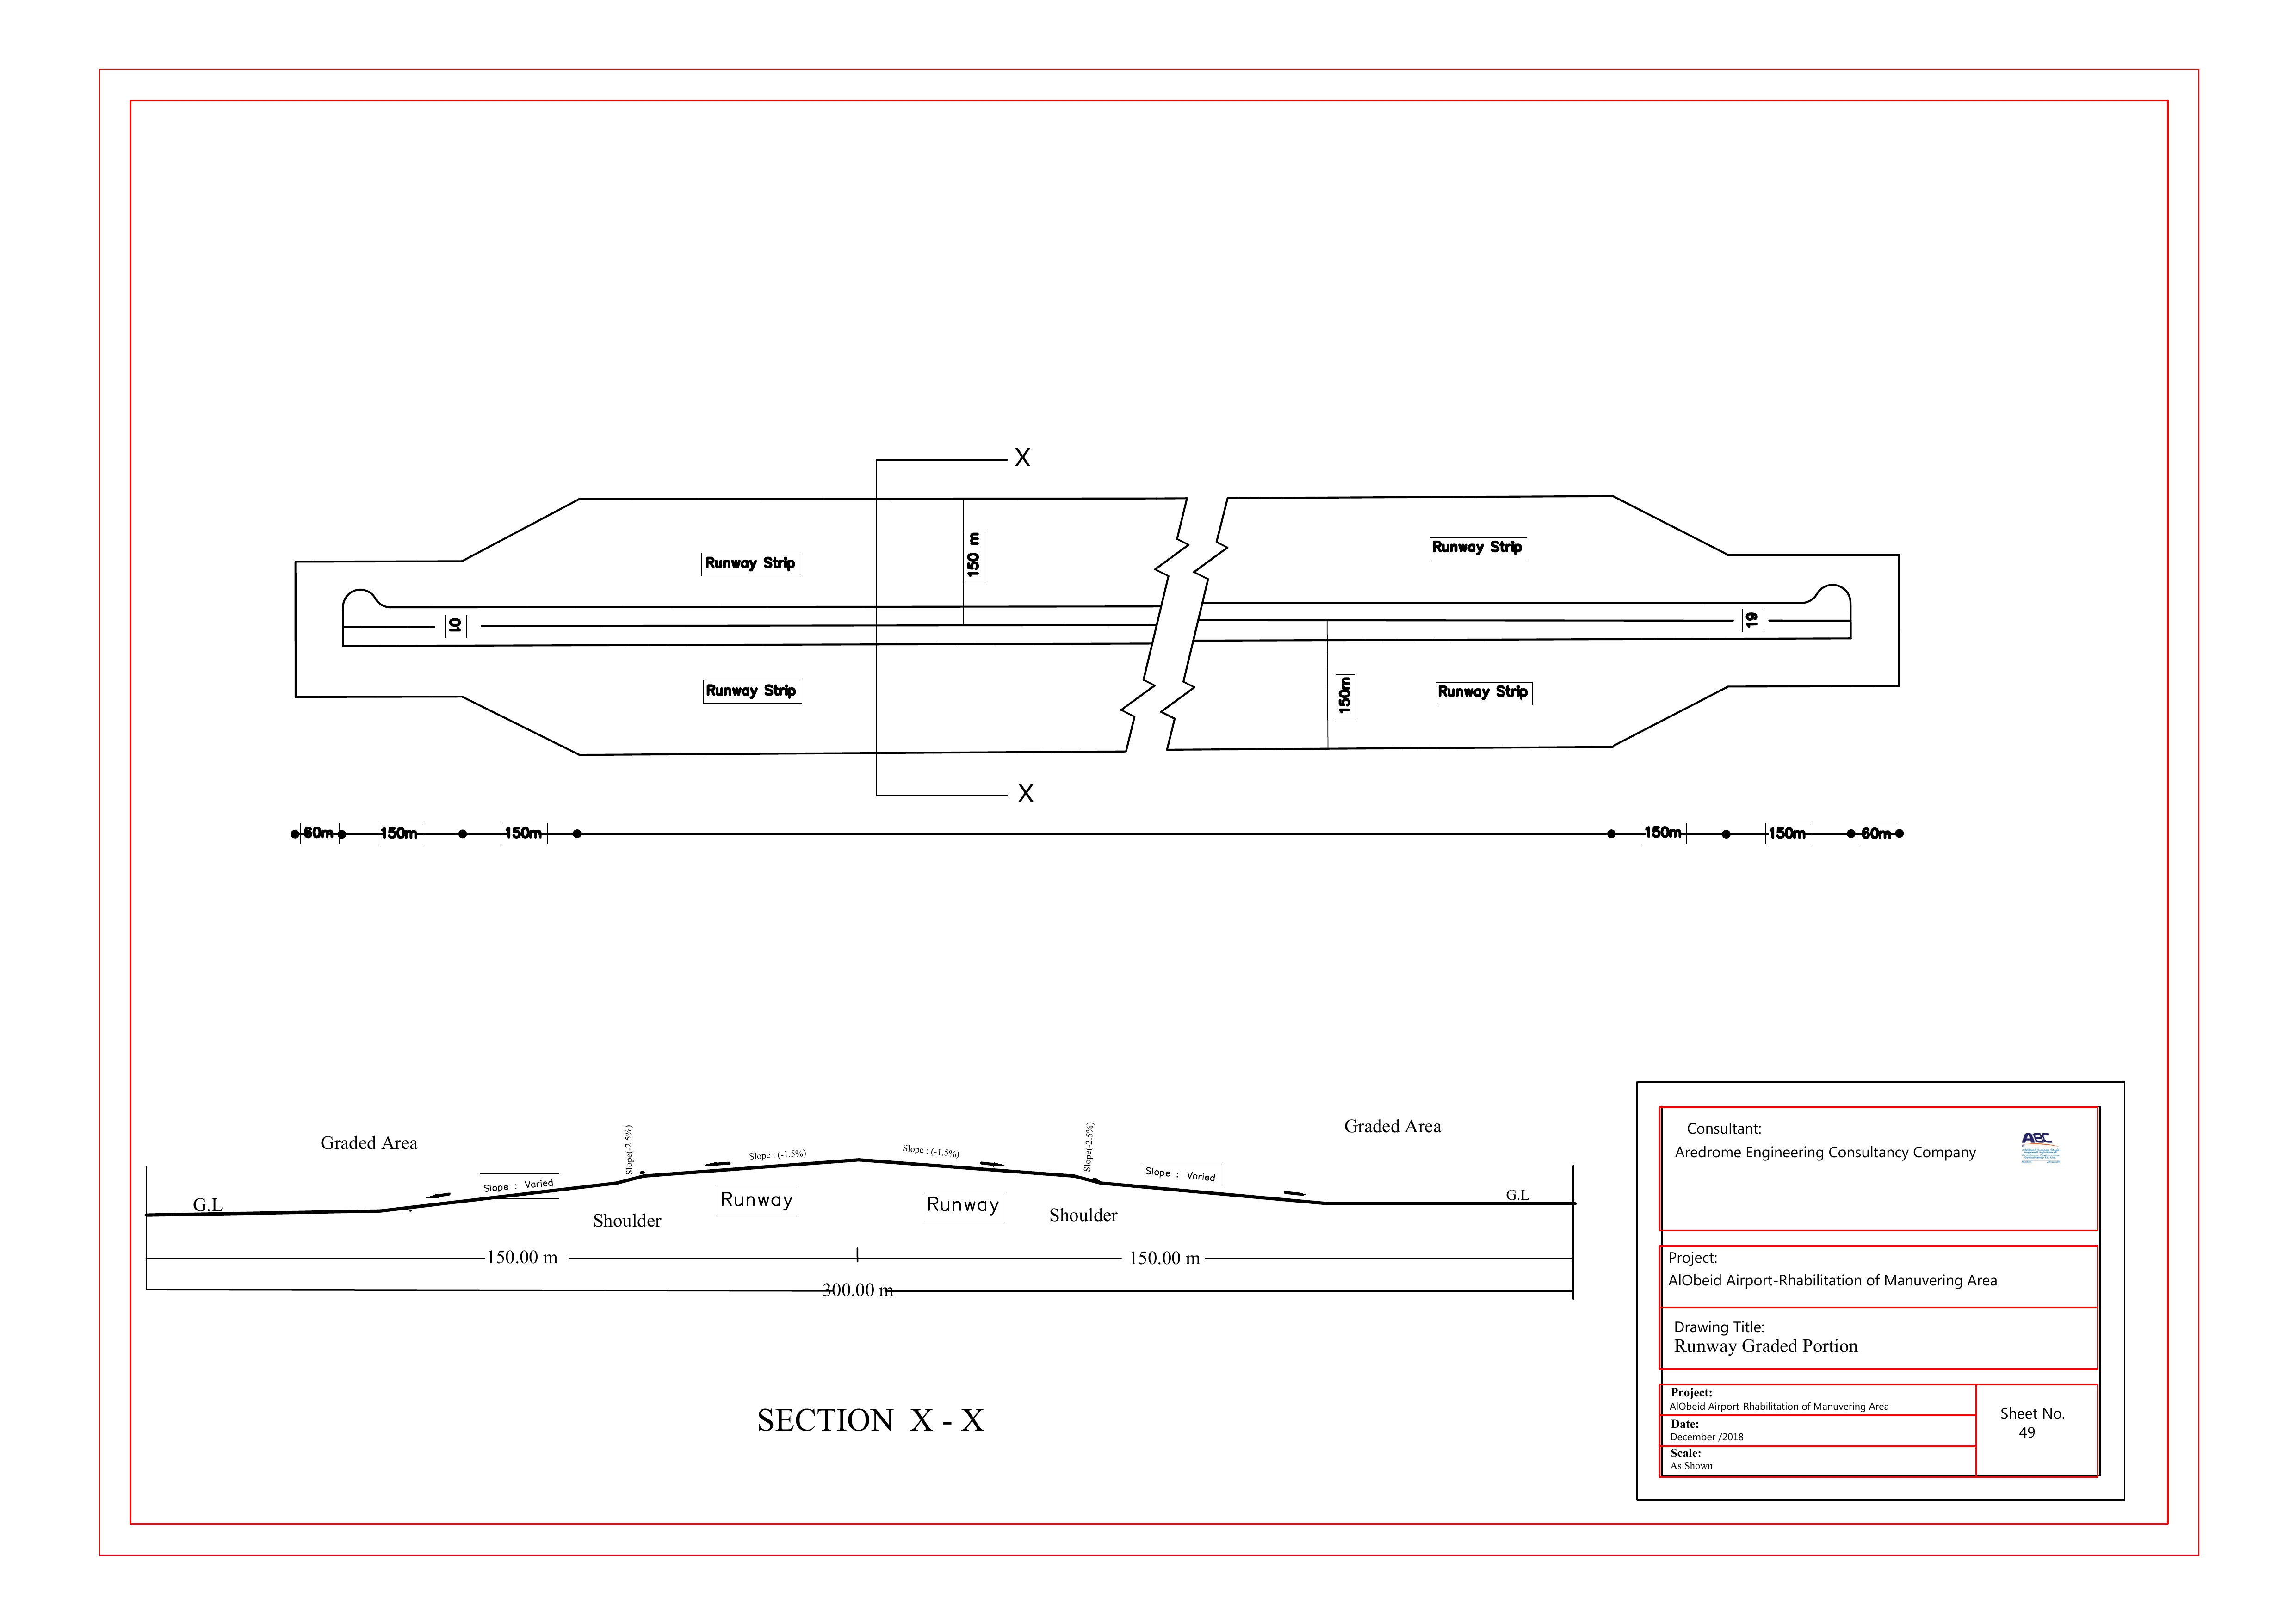 X
Runway Strip
150 m
Runway Strip
01
19
Runway Strip
150m
Runway Strip
X
60m 150m 150m 150m 150m 60m
Graded Area
Graded Area
Slope(-2.5%)
Slope : (-1.5%)
Slope : (-1.5%)
Slope(-2.5%)
Slope : Varied
Slope : Varied
G.L
G.L
Runway
Runway
Shoulder
Shoulder
150.00 m
150.00 m
300.00 m
SECTION X - X
Consultant:
Aredrome Engineering Consultancy Company
ABC
Project:
AlObeid Airport-Rhabilitation of Manuvering Area
Drawing Title:
Runway Graded Portion
Project:
AlObeid Airport-Rhabilitation of Manuvering Area
Date:
December /2018
Scale:
As Shown
Sheet No.
49